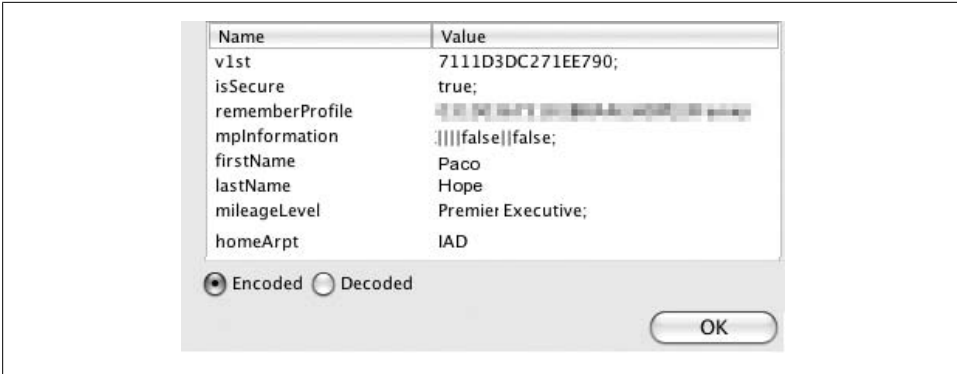 Name Value
v1st 7111D3DC271EE790;
isSecure true;
rememberProfile
mpInformation ||||false||false;
firstName Paco
lastName Hope
mileageLevel Premier Executive;
homeArpt IAD
Encoded Decoded
OK